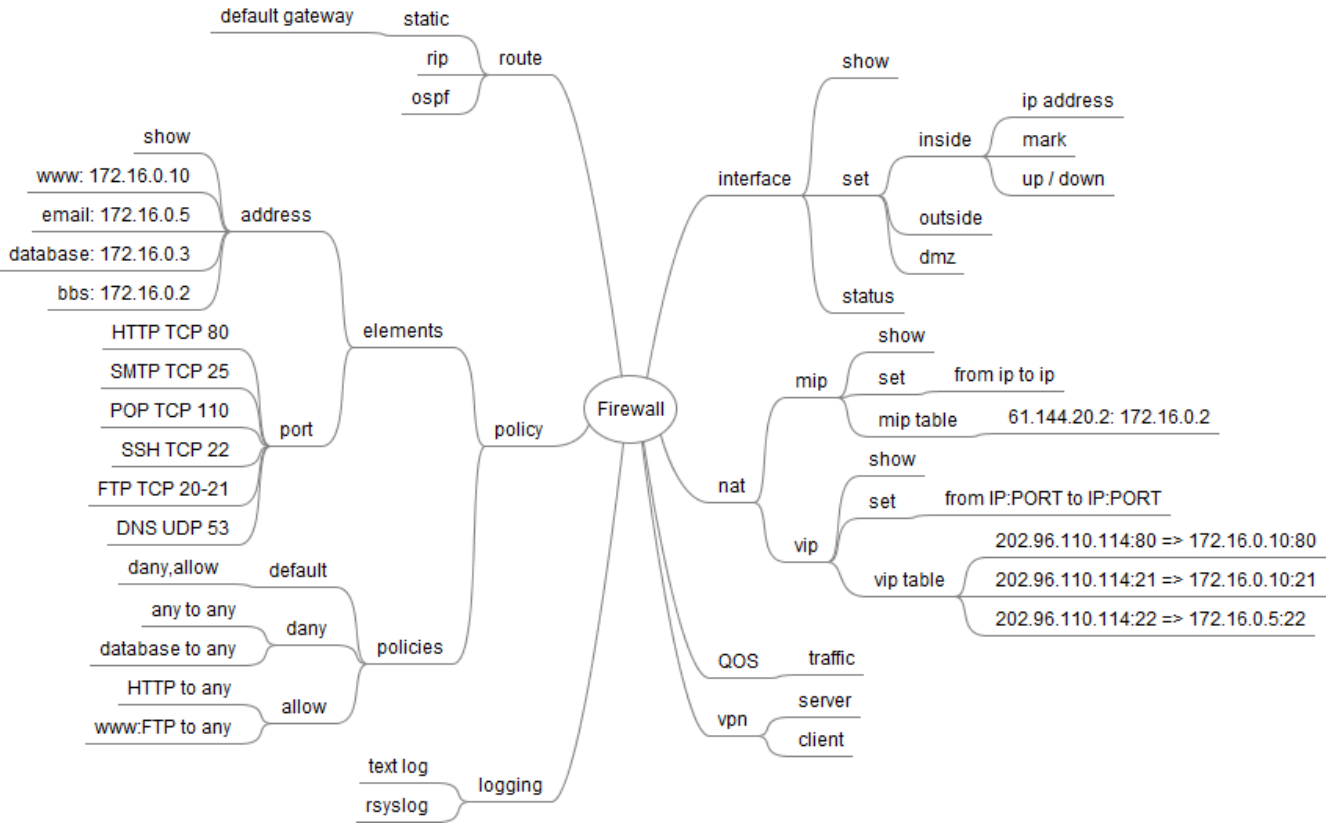 Firewall
route
static
default gateway
rip
ospf
policy
elements
address
show
www: 172.16.0.10
email: 172.16.0.5
database: 172.16.0.3
bbs: 172.16.0.2
port
HTTP TCP 80
SMTP TCP 25
POP TCP 110
SSH TCP 22
FTP TCP 20-21
DNS UDP 53
policies
default
dany,allow
dany
any to any
database to any
allow
HTTP to any
www:FTP to any
logging
text log
rsyslog
interface
show
set
inside
ip address
mark
up / down
outside
dmz
status
nat
mip
show
set
from ip to ip
mip table
61.144.20.2: 172.16.0.2
vip
show
set
from IP:PORT to IP:PORT
vip table
202.96.110.114:80 => 172.16.0.10:80
202.96.110.114:21 => 172.16.0.10:21
202.96.110.114:22 => 172.16.0.5:22
QOS
traffic
vpn
server
client